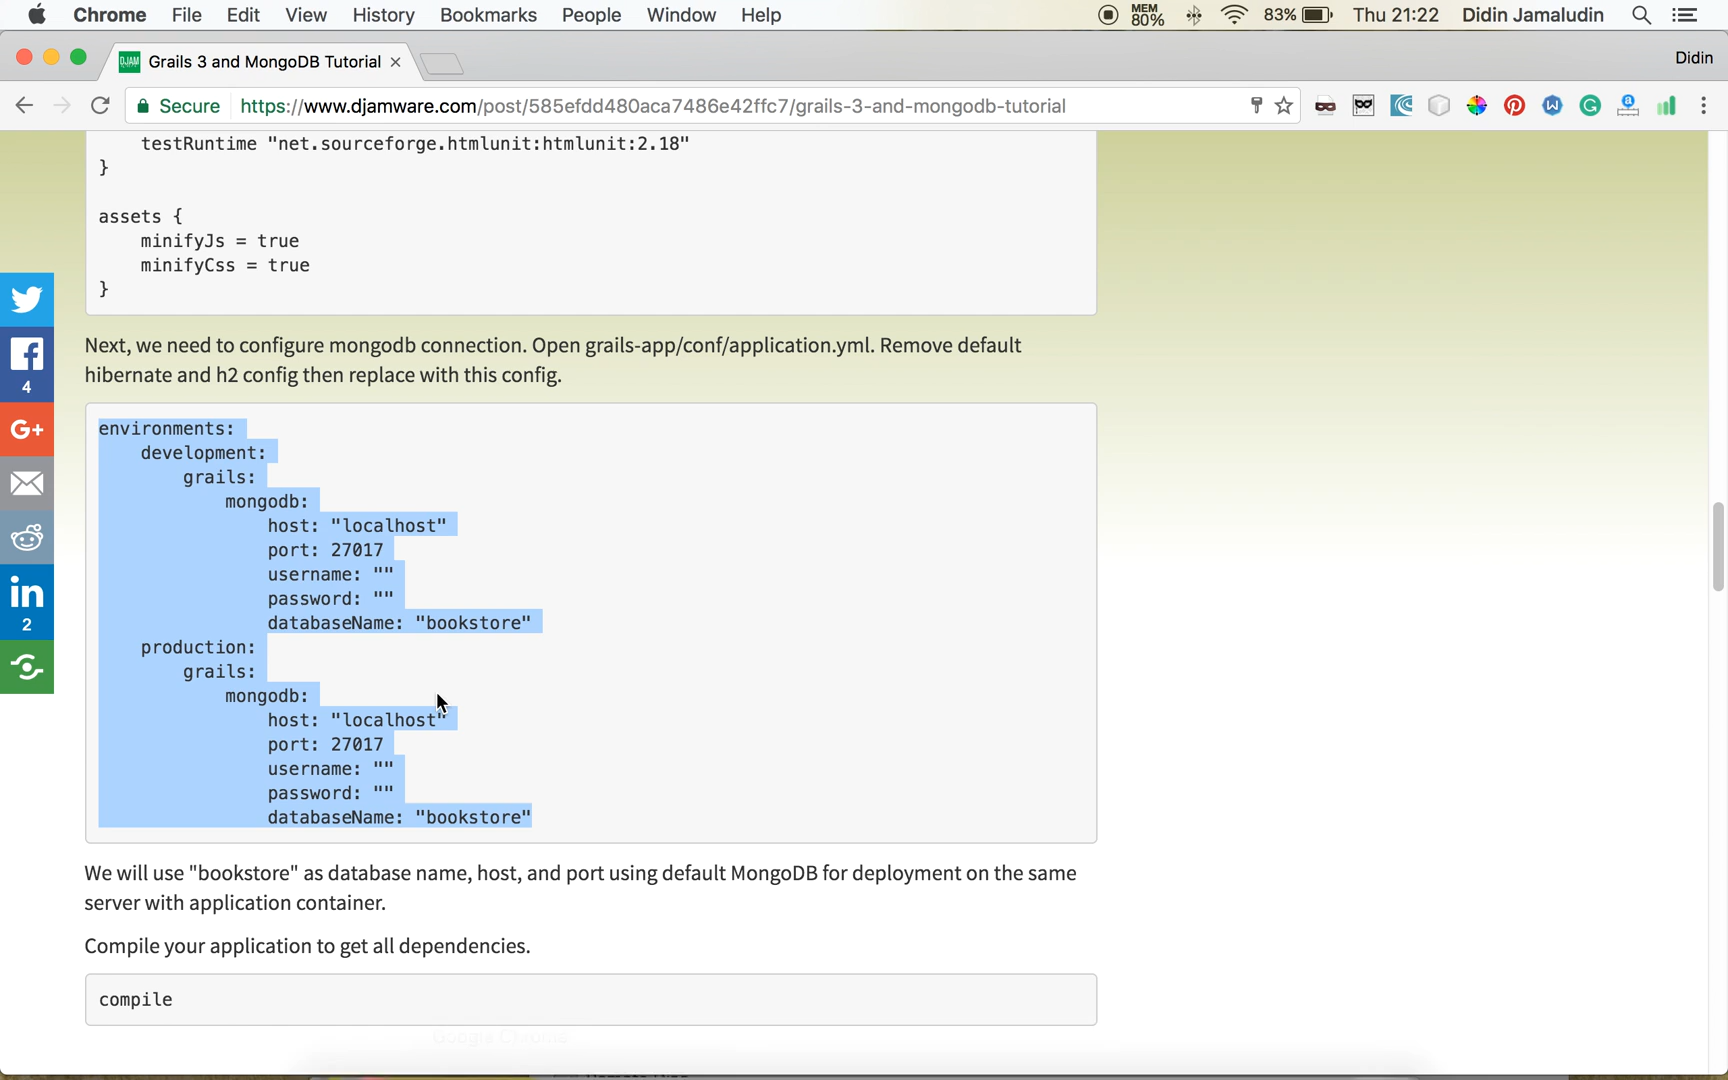 Chrome File Edit View History Bookmarks People Window Help MEM 80% 83% Thu 21:22 Didin Jamaludin
DJAM Grails 3 and MongoDB Tutorial Didin
Secure https://www.djamware.com/post/585efdd480aca7486e42ffc7/grails-3-and-mongodb-tutorial
testRuntime "net.sourceforge.htmlunit:htmlunit:2.18"
}
assets {
minifyJs = true
minifyCss = true
}
Next, we need to configure mongodb connection. Open grails-app/conf/application.yml. Remove default
hibernate and h2 config then replace with this config.
4
G+
in
2
environments:
development:
grails:
mongodb:
host: "localhost"
port: 27017
username: ""
password: ""
databaseName: "bookstore"
production:
grails:
mongodb:
host: "localhost"
port: 27017
username: ""
password: ""
databaseName: "bookstore"
We will use "bookstore" as database name, host, and port using default MongoDB for deployment on the same
server with application container.
Compile your application to get all dependencies.
compile
Google Chrome